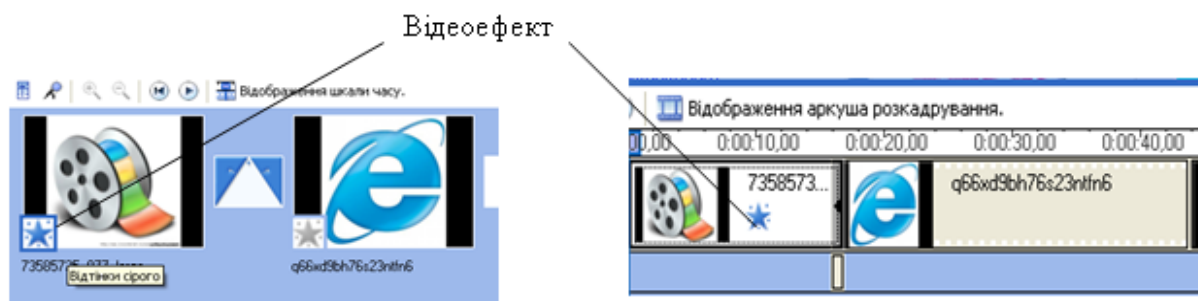 Відеоефект
Відображення шкали часу.
Відтінки сірого
q66xd9bh76s23ntfn6
Відображення аркуша розкадрування.
0:00:10,00 0:00:20,00 0:00:30,00 0:00:40,00
7358573...
q66xd9bh76s23ntfn6